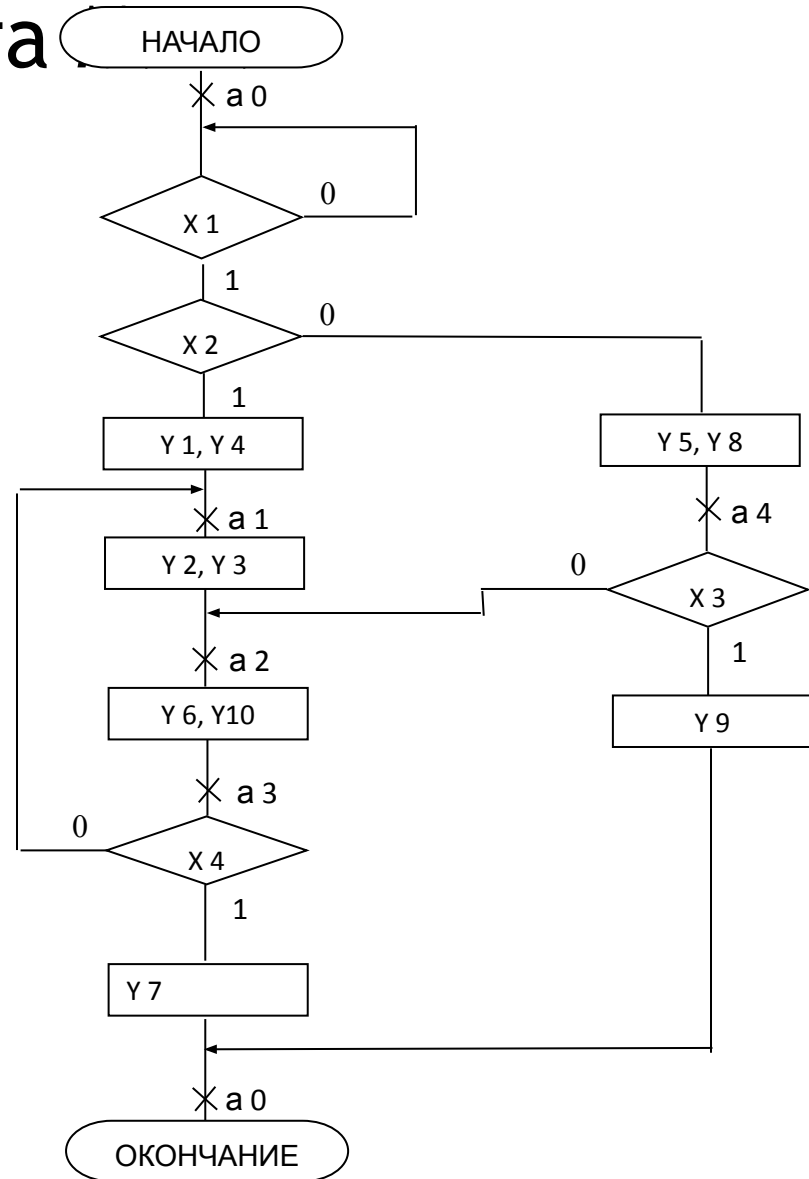 та
НАЧАЛО
а 0
0
X 1
1
0
X 2
1
Y 1, Y 4
Y 5, Y 8
а 1
а 4
Y 2, Y 3
0
X 3
а 2
1
Y 6, Y10
Y 9
а 3
0
X 4
1
Y 7
а 0
ОКОНЧАНИЕ